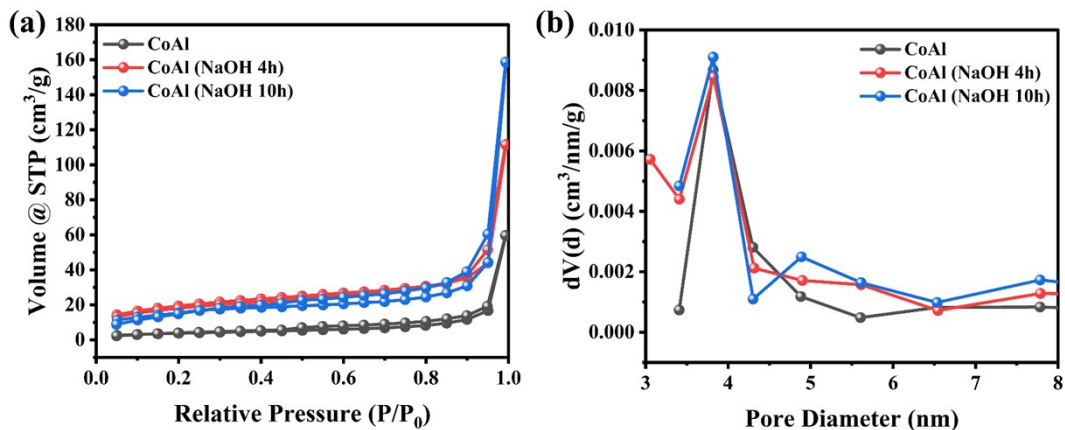 (a)
CoAl
CoAl (NaOH 4h)
CoAl (NaOH 10h)
Volume @ STP (cm³/g)
180
160
140
120
100
80
60
40
20
0
0.0 0.2 0.4 0.6 0.8 1.0
Relative Pressure (P/P₀)
(b)
CoAl
CoAl (NaOH 4h)
CoAl (NaOH 10h)
dV(d) (cm³/nm/g)
0.010
0.008
0.006
0.004
0.002
0.000
3 4 5 6 7 8
Pore Diameter (nm)